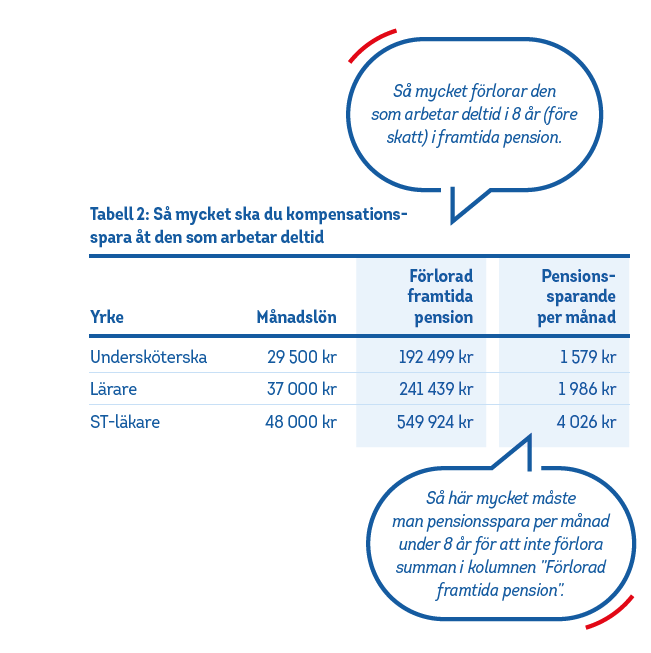 Så mycket förlorar den
som arbetar deltid i 8 år (före
skatt) i framtida pension.
Tabell 2: Så mycket ska du kompensations-
spara åt den som arbetar deltid
Yrke Månadslön Förlorad framtida pension Pensions-sparande per månad
Undersköterska 29 500 kr 192 499 kr 1 579 kr
Lärare 37 000 kr 241 439 kr 1 986 kr
ST-läkare 48 000 kr 549 924 kr 4 026 kr
Så här mycket måste
man pensionsspara per månad
under 8 år för att inte förlora
summan i kolumnen "Förlorad
framtida pension".